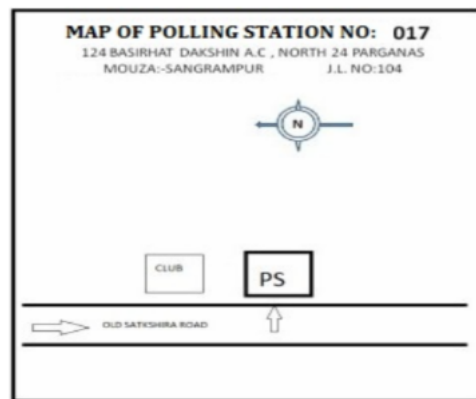 MAP OF POLLING STATION NO: 017
124 BASIRHAT DAKSHIN A.C , NORTH 24 PARGANAS
MOUZA:-SANGRAMPUR J.L. NO:104
N
CLUB
PS
OLD SATKSHIRA ROAD